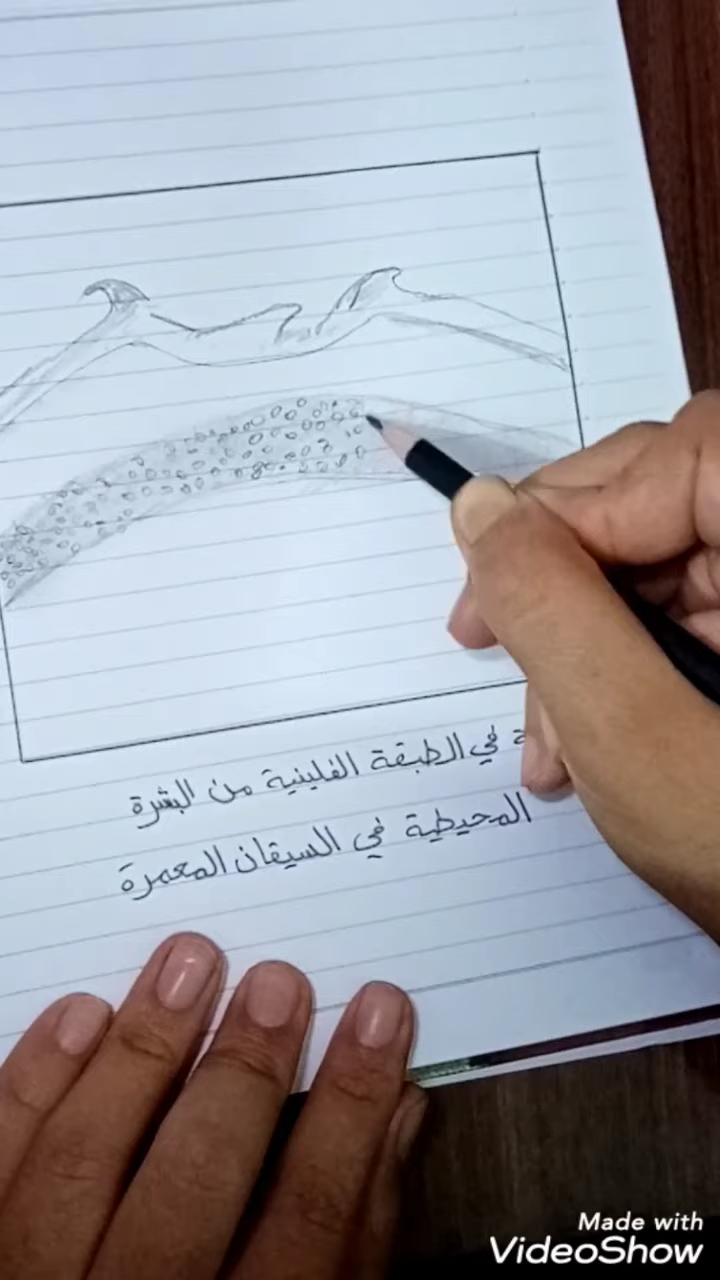 ة في الطبقة الفلينية من البشرة
المحيطية في السيقان المعمرة
Made with
VideoShow